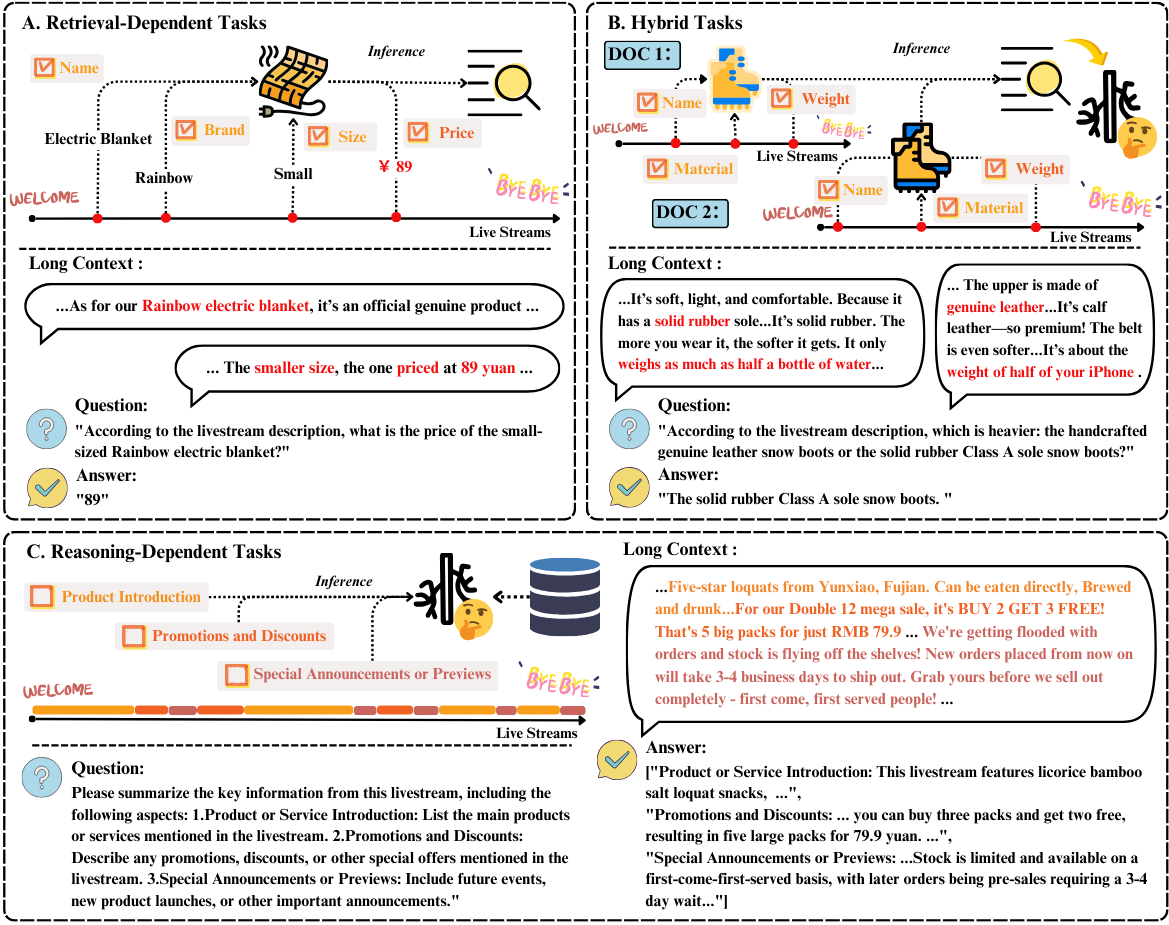 A. Retrieval-Dependent Tasks
Name
Inference
Electric Blanket
Brand
Size
Price
Rainbow
Small
¥ 89
WELCOME
BYE BYE
Live Streams
Long Context :
...As for our Rainbow electric blanket, it's an official genuine product ...
... The smaller size, the one priced at 89 yuan ...
Question:
"According to the livestream description, what is the price of the small-
sized Rainbow electric blanket?"
Answer:
"89"
B. Hybrid Tasks
DOC 1:
Inference
Name
Weight
WELCOME
BYE BYE
Live Streams
Material
Weight
Name
Material
DOC 2:
WELCOME
BYE BYE
Live Streams
Long Context :
...It's soft, light, and comfortable. Because it
has a solid rubber sole...It's solid rubber. The
more you wear it, the softer it gets. It only
weighs as much as half a bottle of water...
... The upper is made of
genuine leather...It's calf
leather—so premium! The belt
is even softer...It's about the
weight of half of your iPhone .
Question:
"According to the livestream description, which is heavier: the handcrafted
genuine leather snow boots or the solid rubber Class A sole snow boots?"
Answer:
"The solid rubber Class A sole snow boots. "
C. Reasoning-Dependent Tasks
Product Introduction
Inference
Promotions and Discounts
Special Announcements or Previews
WELCOME
BYE BYE
Live Streams
Question:
Please summarize the key information from this livestream, including the
following aspects: 1.Product or Service Introduction: List the main products
or services mentioned in the livestream. 2.Promotions and Discounts:
Describe any promotions, discounts, or other special offers mentioned in the
livestream. 3.Special Announcements or Previews: Include future events,
new product launches, or other important announcements."
Long Context :
...Five-star loquats from Yunxiao, Fujian. Can be eaten directly, Brewed
and drunk...For our Double 12 mega sale, it's BUY 2 GET 3 FREE!
That's 5 big packs for just RMB 79.9 ... We're getting flooded with
orders and stock is flying off the shelves! New orders placed from now on
will take 3-4 business days to ship out. Grab yours before we sell out
completely - first come, first served people! ...
Answer:
["Product or Service Introduction: This livestream features licorice bamboo
salt loquat snacks,  ...",
"Promotions and Discounts: ... you can buy three packs and get two free,
resulting in five large packs for 79.9 yuan. ...",
"Special Announcements or Previews: ...Stock is limited and available on a
first-come-first-served basis, with later orders being pre-sales requiring a 3-4
day wait..."]